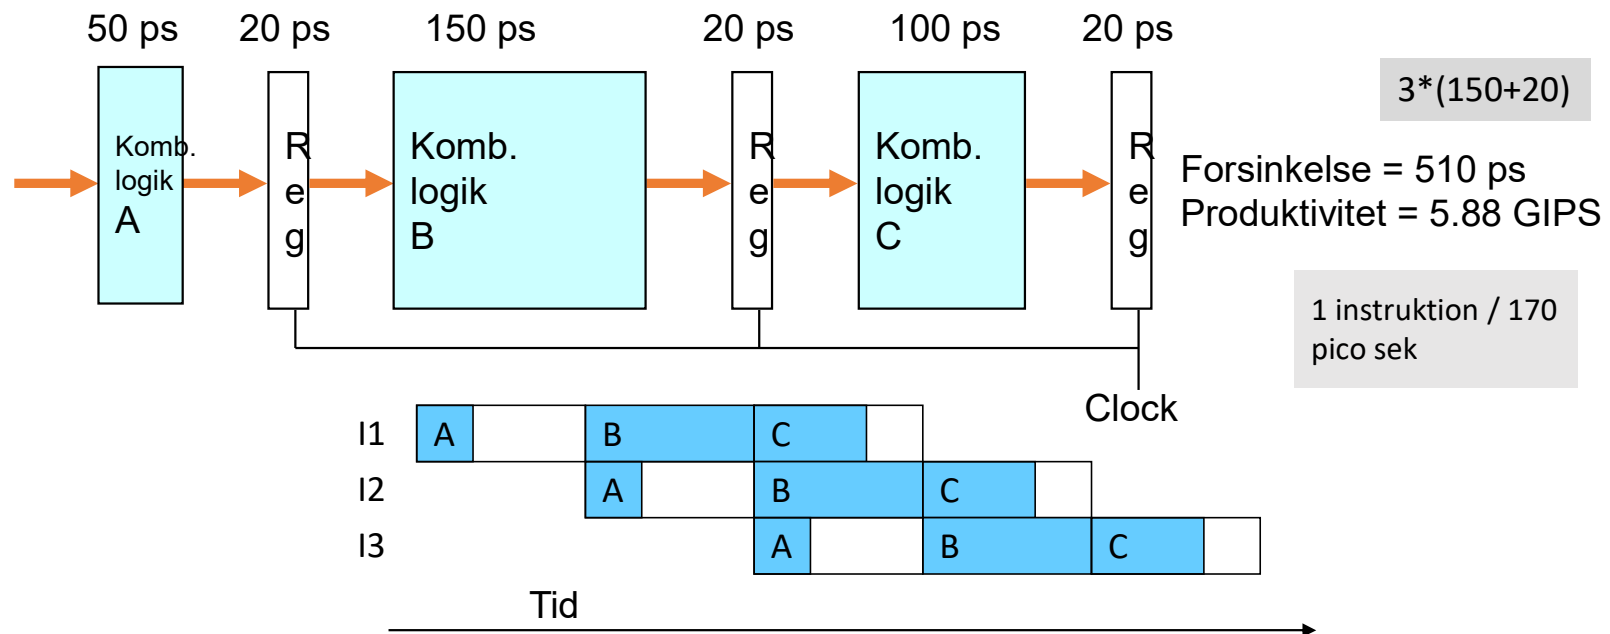 50 ps 20 ps 150 ps 20 ps 100 ps 20 ps
3*(150+20)
Komb.
logik
A
R
e
g
Komb.
logik
B
R
e
g
Komb.
logik
C
R
e
g
Forsinkelse = 510 ps
Produktivitet = 5.88 GIPS
1 instruktion / 170
pico sek
Clock
I1 A B C
I2 A B C
I3 A B C
Tid